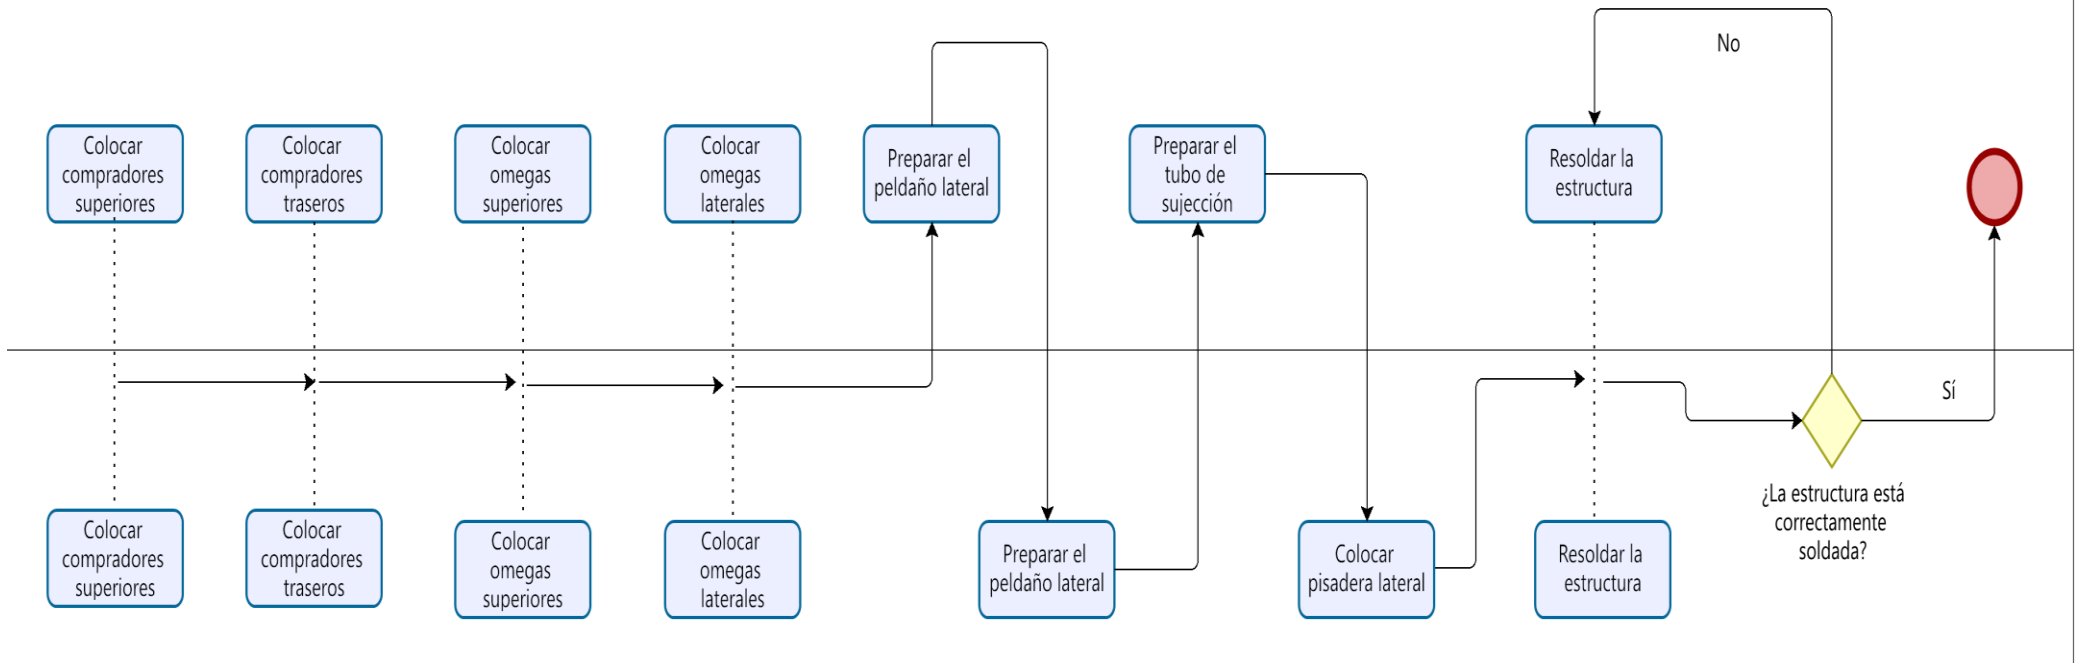 Colocar
compradores
superiores
Colocar
compradores
traseros
Colocar
omegas
superiores
Colocar
omegas
laterales
Preparar el
peldaño lateral
Preparar el
tubo de
sujección
Resoldar la
estructura
No
Sí
Colocar
compradores
superiores
Colocar
compradores
traseros
Colocar
omegas
superiores
Colocar
omegas
laterales
Preparar el
peldaño lateral
Colocar
pisadera lateral
Resoldar la
estructura
¿La estructura está
correctamente
soldada?